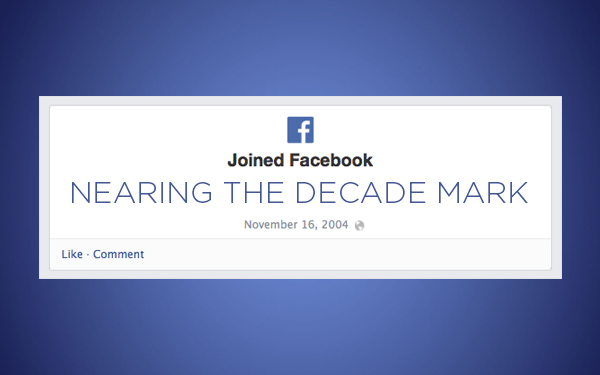 Joined Facebook
NEARING THE DECADE MARK
November 16, 2004
Like · Comment